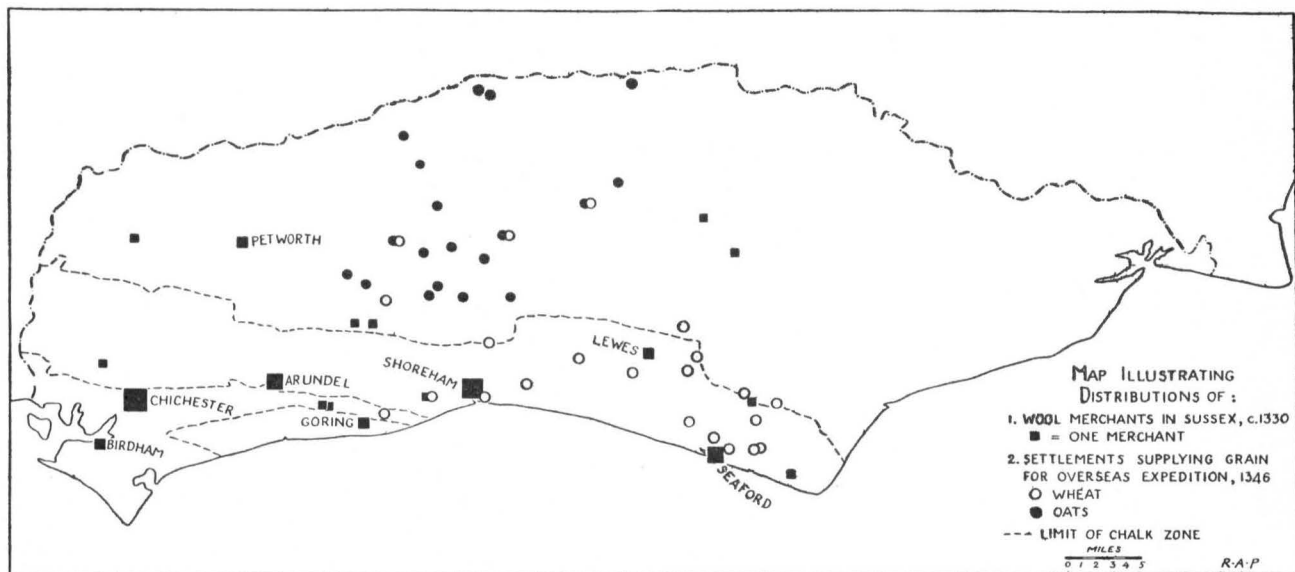 PETWORTH
LEWES
SHOREHAM
ARUNDEL
CHICHESTER
GORING
BIRDHAM
SEAFORD
MAP ILLUSTRATING
DISTRIBUTIONS OF:
1. WOOL MERCHANTS IN SUSSEX, c.1330
= ONE MERCHANT
2. SETTLEMENTS SUPPLYING GRAIN
FOR OVERSEAS EXPEDITION, 1346
WHEAT
OATS
LIMIT OF CHALK ZONE
MILES
0 1 2 3 4 5
R·A·P